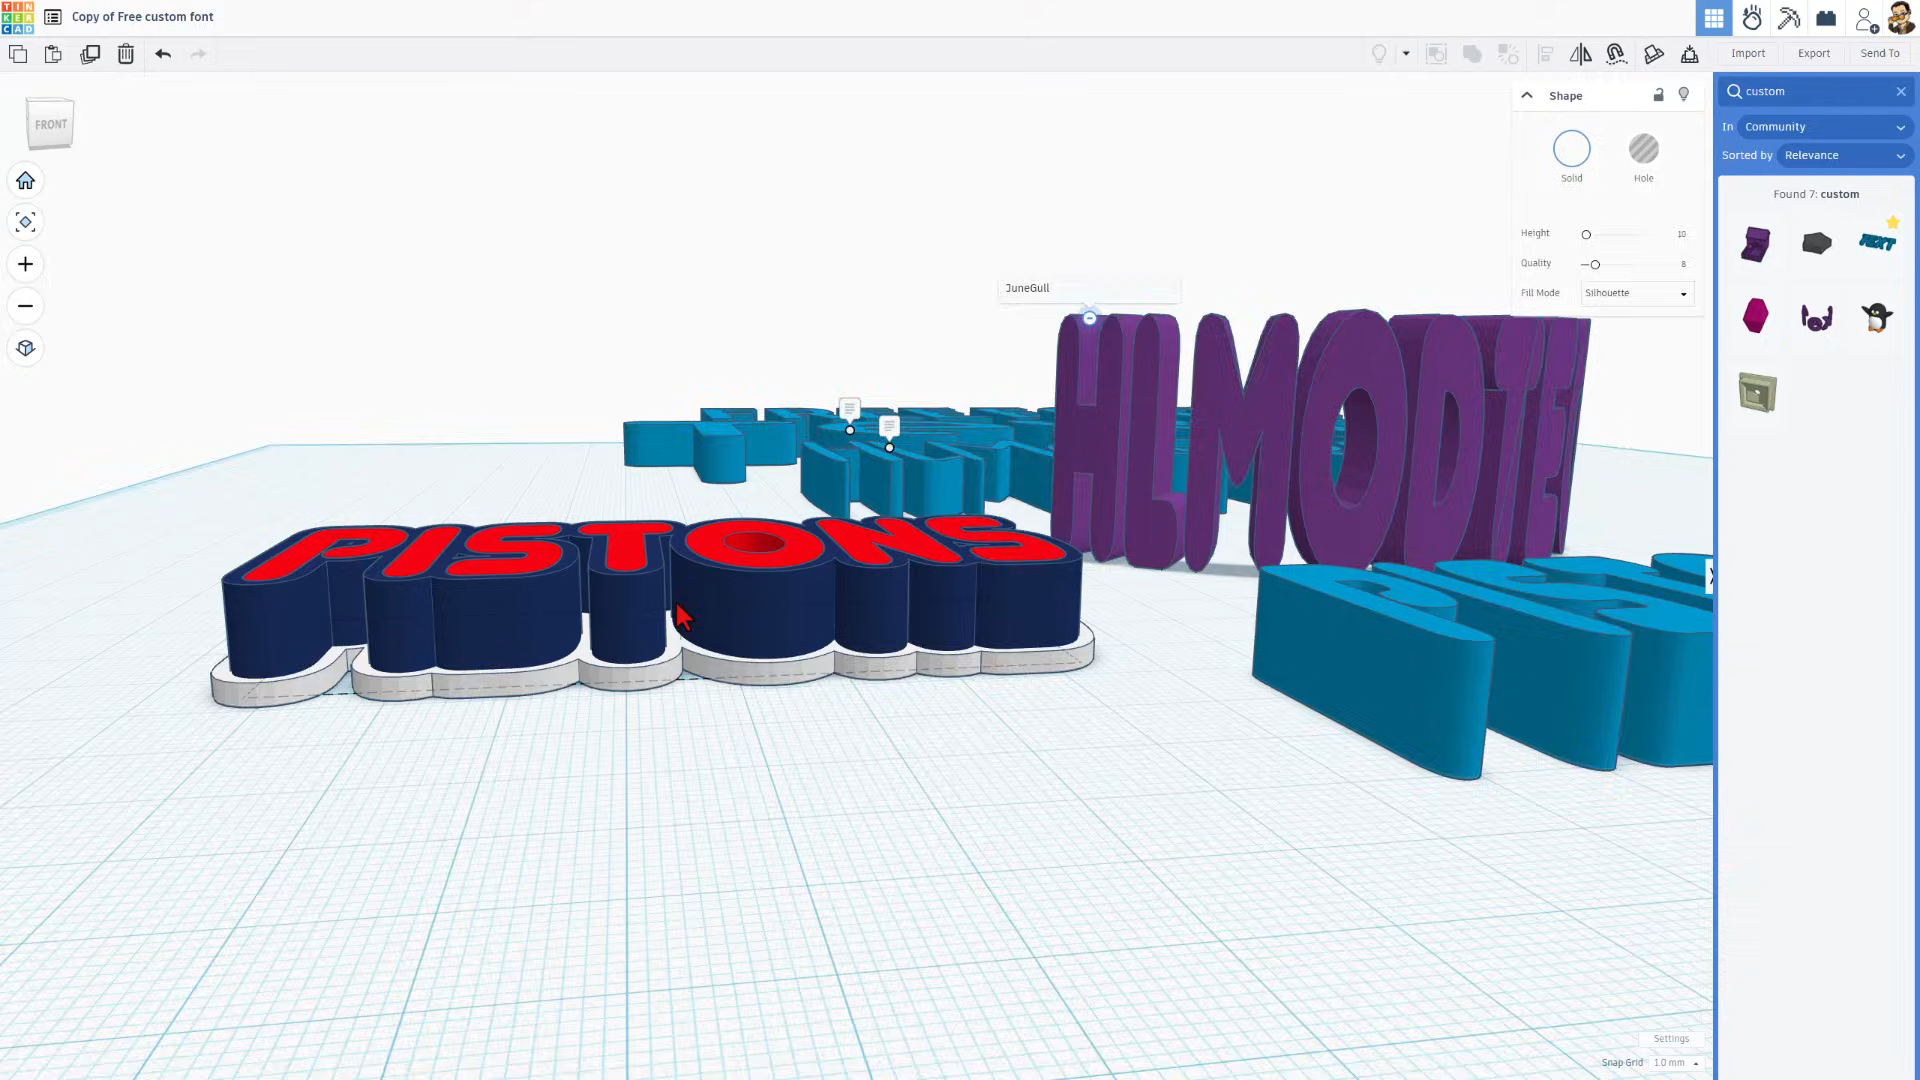 TIN
KER
CAD
Copy of Free custom font
Import
Export
Send To
FRONT
Shape
Solid
Hole
Height
10
Quality
8
Fill Mode
Silhouette
custom
In
Community
Sorted by
Relevance
Found 7: custom
TEXT
JuneGull
HLMODTE
PISTONS
Settings
Snap Grid
1.0 mm